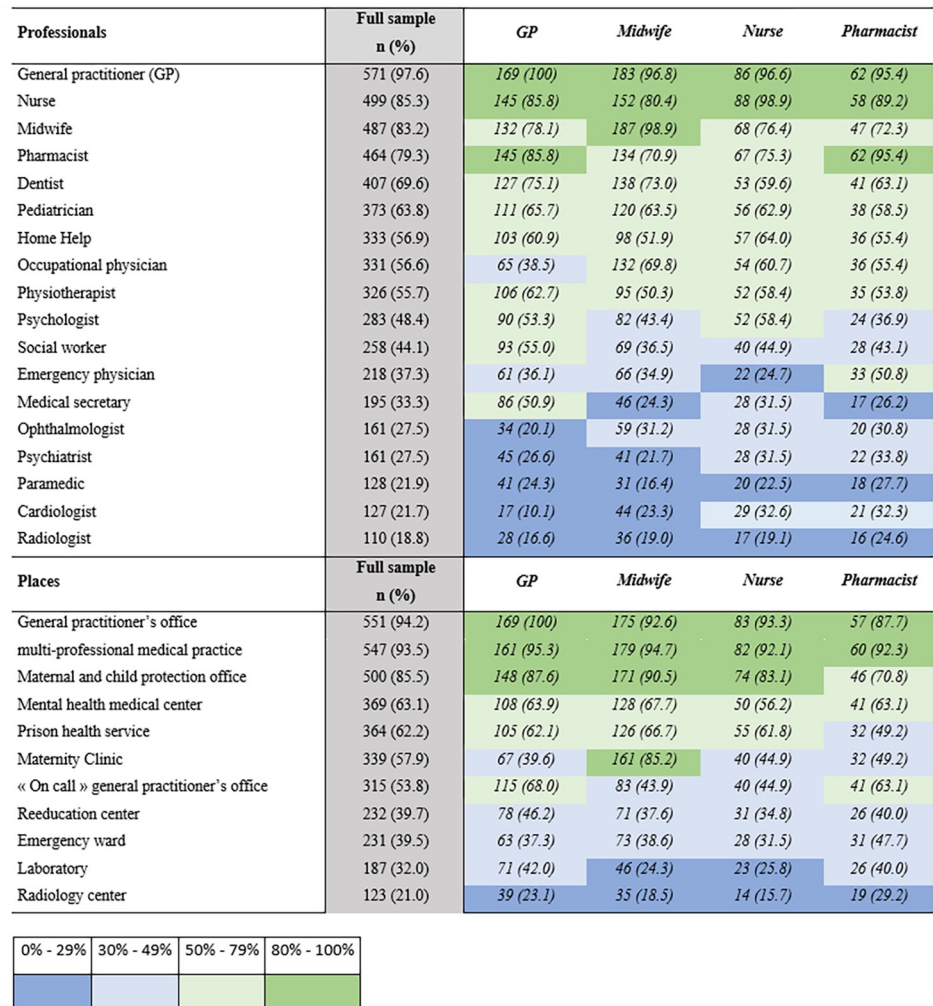 Professionals Full sample n (%) GP Midwife Nurse Pharmacist
General practitioner (GP) 571 (97.6) 169 (100) 183 (96.8) 86 (96.6) 62 (95.4)
Nurse 499 (85.3) 145 (85.8) 152 (80.4) 88 (98.9) 58 (89.2)
Midwife 487 (83.2) 132 (78.1) 187 (98.9) 68 (76.4) 47 (72.3)
Pharmacist 464 (79.3) 145 (85.8) 134 (70.9) 67 (75.3) 62 (95.4)
Dentist 407 (69.6) 127 (75.1) 138 (73.0) 53 (59.6) 41 (63.1)
Pediatrician 373 (63.8) 111 (65.7) 120 (63.5) 56 (62.9) 38 (58.5)
Home Help 333 (56.9) 103 (60.9) 98 (51.9) 57 (64.0) 36 (55.4)
Occupational physician 331 (56.6) 65 (38.5) 132 (69.8) 54 (60.7) 36 (55.4)
Physiotherapist 326 (55.7) 106 (62.7) 95 (50.3) 52 (58.4) 35 (53.8)
Psychologist 283 (48.4) 90 (53.3) 82 (43.4) 52 (58.4) 24 (36.9)
Social worker 258 (44.1) 93 (55.0) 69 (36.5) 40 (44.9) 28 (43.1)
Emergency physician 218 (37.3) 61 (36.1) 66 (34.9) 22 (24.7) 33 (50.8)
Medical secretary 195 (33.3) 86 (50.9) 46 (24.3) 28 (31.5) 17 (26.2)
Ophthalmologist 161 (27.5) 34 (20.1) 59 (31.2) 28 (31.5) 20 (30.8)
Psychiatrist 161 (27.5) 45 (26.6) 41 (21.7) 28 (31.5) 22 (33.8)
Paramedic 128 (21.9) 41 (24.3) 31 (16.4) 20 (22.5) 18 (27.7)
Cardiologist 127 (21.7) 17 (10.1) 44 (23.3) 29 (32.6) 21 (32.3)
Radiologist 110 (18.8) 28 (16.6) 36 (19.0) 17 (19.1) 16 (24.6)
Places Full sample n (%) GP Midwife Nurse Pharmacist
General practitioner's office 551 (94.2) 169 (100) 175 (92.6) 83 (93.3) 57 (87.7)
multi-professional medical practice 547 (93.5) 161 (95.3) 179 (94.7) 82 (92.1) 60 (92.3)
Maternal and child protection office 500 (85.5) 148 (87.6) 171 (90.5) 74 (83.1) 46 (70.8)
Mental health medical center 369 (63.1) 108 (63.9) 128 (67.7) 50 (56.2) 41 (63.1)
Prison health service 364 (62.2) 105 (62.1) 126 (66.7) 55 (61.8) 32 (49.2)
Maternity Clinic 339 (57.9) 67 (39.6) 161 (85.2) 40 (44.9) 32 (49.2)
« On call » general practitioner's office 315 (53.8) 115 (68.0) 83 (43.9) 40 (44.9) 41 (63.1)
Reeducation center 232 (39.7) 78 (46.2) 71 (37.6) 31 (34.8) 26 (40.0)
Emergency ward 231 (39.5) 63 (37.3) 73 (38.6) 28 (31.5) 31 (47.7)
Laboratory 187 (32.0) 71 (42.0) 46 (24.3) 23 (25.8) 26 (40.0)
Radiology center 123 (21.0) 39 (23.1) 35 (18.5) 14 (15.7) 19 (29.2)
0% - 29% 30% - 49% 50% - 79% 80% - 100%